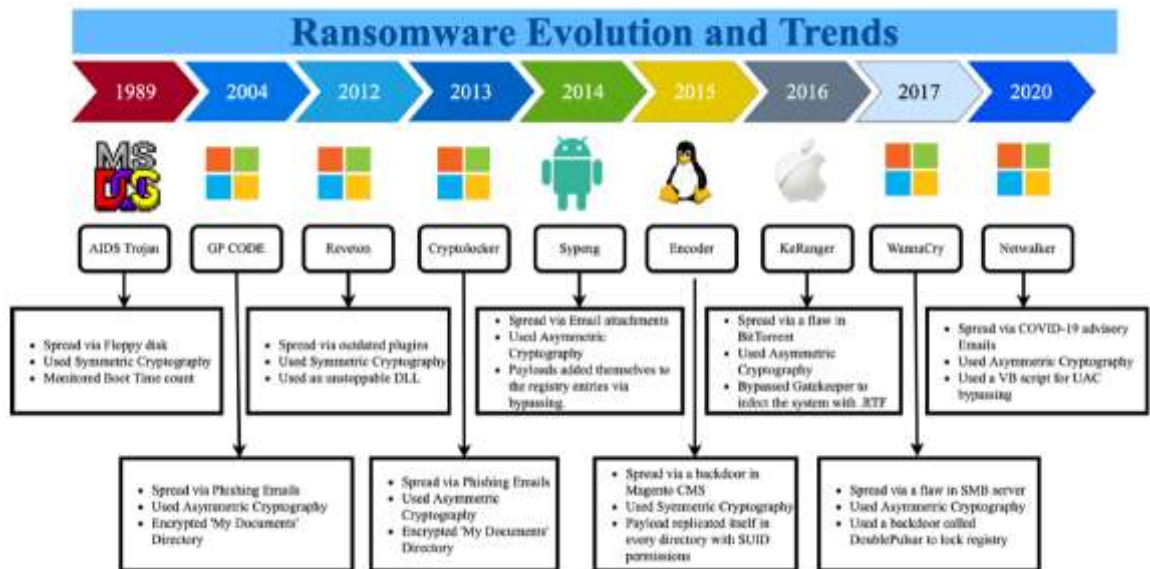 Ransomware Evolution and Trends
1989
2004
2012
2013
2014
2015
2016
2017
2020
MS
DOS
AIDS Trojan
GP CODE
Reveton
Cryptolocker
Sypeng
Encoder
KeRanger
WannaCry
Netwalker
• Spread via Floppy disk
• Used Symmetric Cryptography
• Monitored Boot Time count
• Spread via outdated plugins
• Used Symmetric Cryptography
• Used an unstoppable DLL
• Spread via Email attachments
• Used Asymmetric
Cryptography
• Payloads added themselves to
the registry entries via
bypassing.
• Spread via a flaw in
BitTorrent
• Used Asymmetric
Cryptography
• Bypassed Gatekeeper to
infect the system with .RTF
• Spread via COVID-19 advisory
Emails
• Used Asymmetric Cryptography
• Used a VB script for UAC
bypassing
• Spread via Phishing Emails
• Used Asymmetric Cryptography
• Encrypted 'My Documents'
Directory
• Spread via Phishing Emails
• Used Asymmetric
Cryptography
• Encrypted 'My Documents'
Directory
• Spread via a backdoor in
Magento CMS
• Used Symmetric Cryptography
• Payload replicated itself in
every directory with SUID
permissions
• Spread via a flaw in SMB server
• Used Asymmetric Cryptography
• Used a backdoor called
DoublePulsar to lock registry